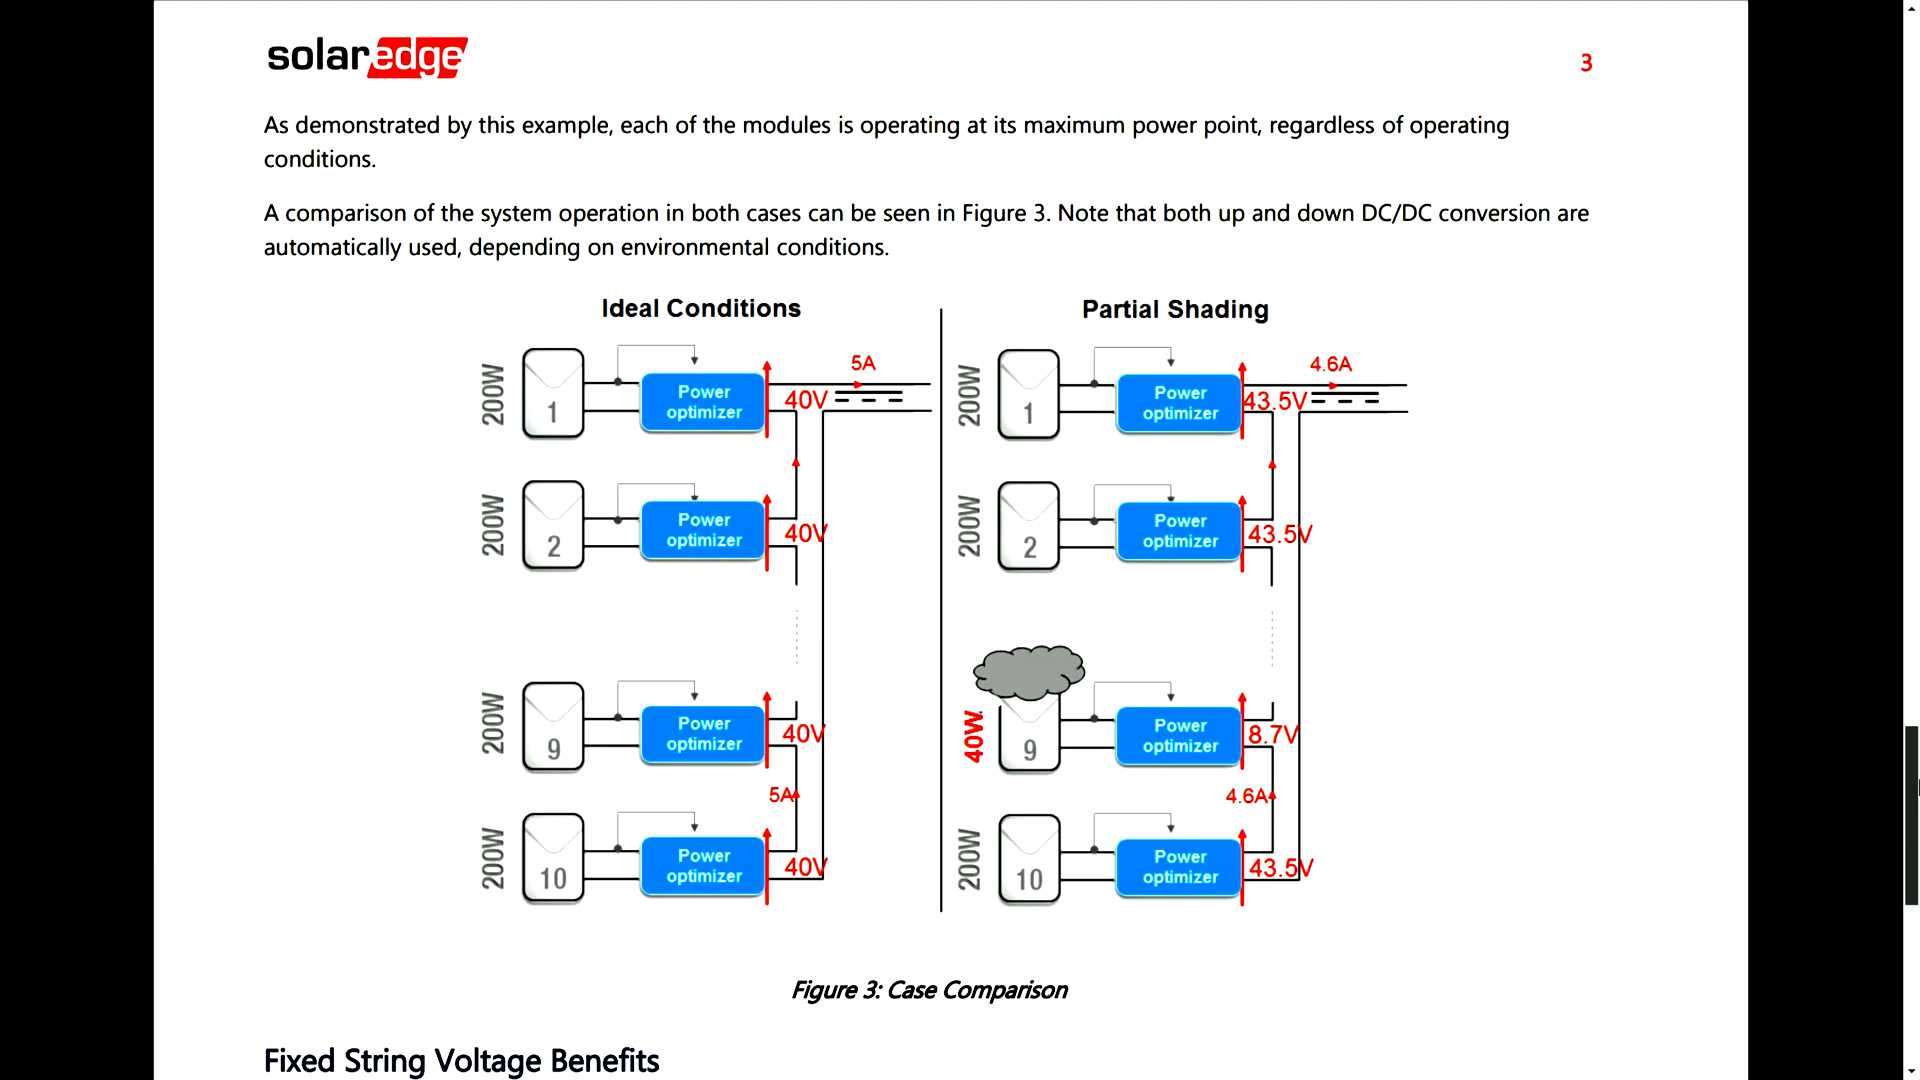 solaredge
3
As demonstrated by this example, each of the modules is operating at its maximum power point, regardless of operating
conditions.
A comparison of the system operation in both cases can be seen in Figure 3. Note that both up and down DC/DC conversion are
automatically used, depending on environmental conditions.
Ideal Conditions
200W
1
Power
optimizer
40V
5A
200W
2
Power
optimizer
40V
200W
9
Power
optimizer
40V
5A
200W
10
Power
optimizer
40V
Partial Shading
200W
1
Power
optimizer
43.5V
4.6A
200W
2
Power
optimizer
43.5V
40W
9
Power
optimizer
8.7V
4.6A
200W
10
Power
optimizer
43.5V
Figure 3: Case Comparison
Fixed String Voltage Benefits